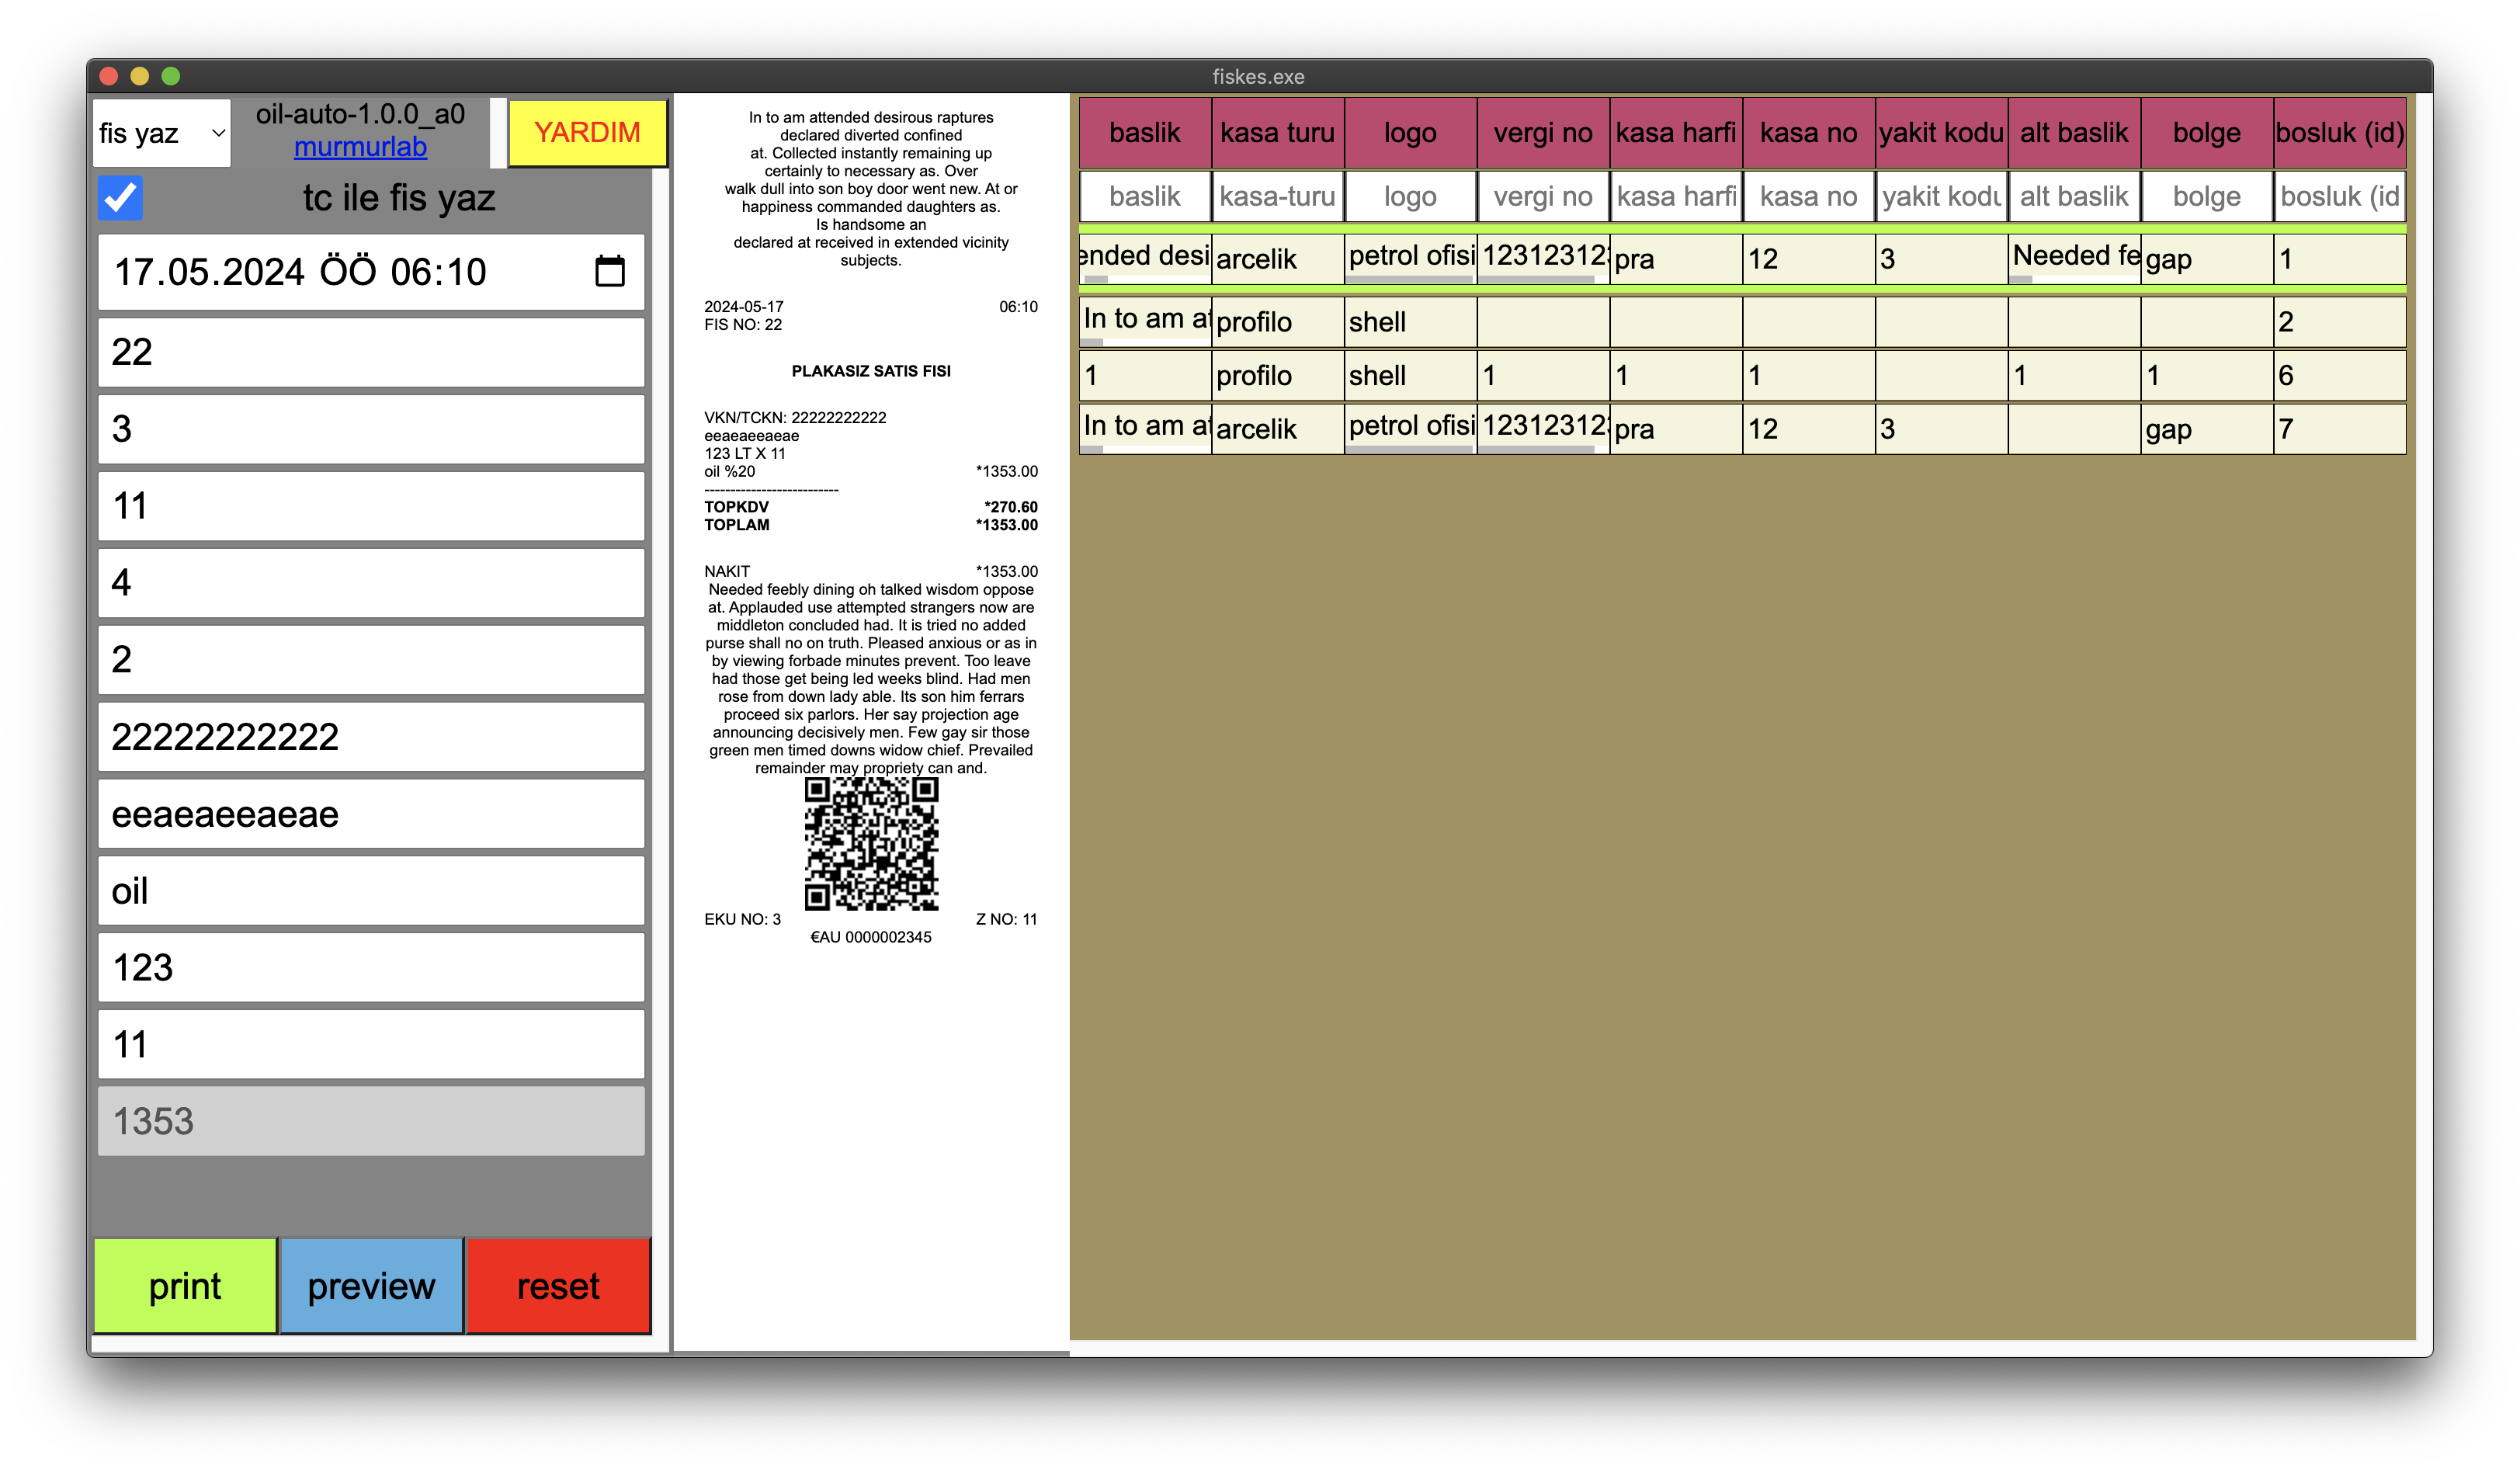 fiskes.exe
fis yaz
oil-auto-1.0.0_a0
murmurlab
YARDIM
tc ile fis yaz
17.05.2024 ÖÖ 06:10
22
3
11
4
2
22222222222
eeaeaeeaeae
oil
123
11
1353
print preview reset
In to am attended desirous raptures
declared diverted confined
at. Collected instantly remaining up
certainly to necessary as. Over
walk dull into son boy door went new. At or
happiness commanded daughters as.
Is handsome an
declared at received in extended vicinity
subjects.
2024-05-17 06:10
FIS NO: 22
PLAKASIZ SATIS FISI
VKN/TCKN: 22222222222
eeaeaeeaeae
123 LT X 11
oil %20 *1353.00
--------------------------
TOPKDV *270.60
TOPLAM *1353.00
NAKIT *1353.00
Needed feebly dining oh talked wisdom oppose
at. Applauded use attempted strangers now are
middleton concluded had. It is tried no added
purse shall no on truth. Pleased anxious or as in
by viewing forbade minutes prevent. Too leave
had those get being led weeks blind. Had men
rose from down lady able. Its son him ferrars
proceed six parlors. Her say projection age
announcing decisively men. Few gay sir those
green men timed downs widow chief. Prevailed
remainder may propriety can and.
EKU NO: 3 Z NO: 11
€AU 0000002345
baslik kasa turu logo vergi no kasa harfi kasa no yakit kodu alt baslik bolge bosluk (id)
baslik kasa-turu logo vergi no kasa harfi kasa no yakit kodu alt baslik bolge bosluk (id
ended desi arcelik petrol ofisi 123123123 pra 12 3 Needed fe gap 1
In to am at profilo shell 2
1 profilo shell 1 1 1 1 1 6
In to am at arcelik petrol ofisi 123123123 pra 12 3 gap 7